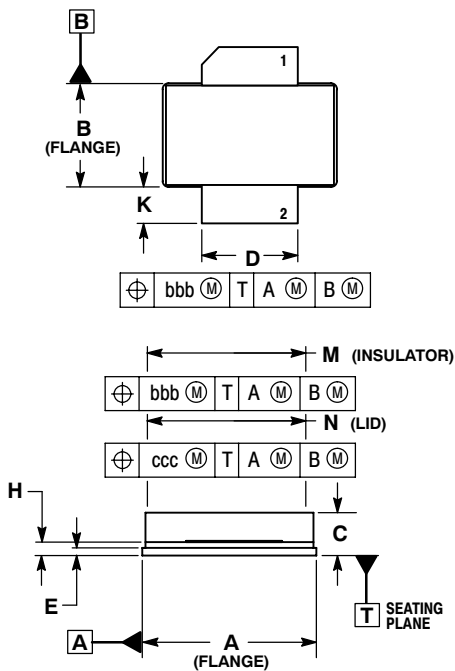 B
1
B
(FLANGE)
K
2
D
⌖ bbb Ⓜ T A Ⓜ B Ⓜ
M (INSULATOR)
⌖ bbb Ⓜ T A Ⓜ B Ⓜ
N (LID)
⌖ ccc Ⓜ T A Ⓜ B Ⓜ
H
C
E
T SEATING
PLANE
A
A
(FLANGE)